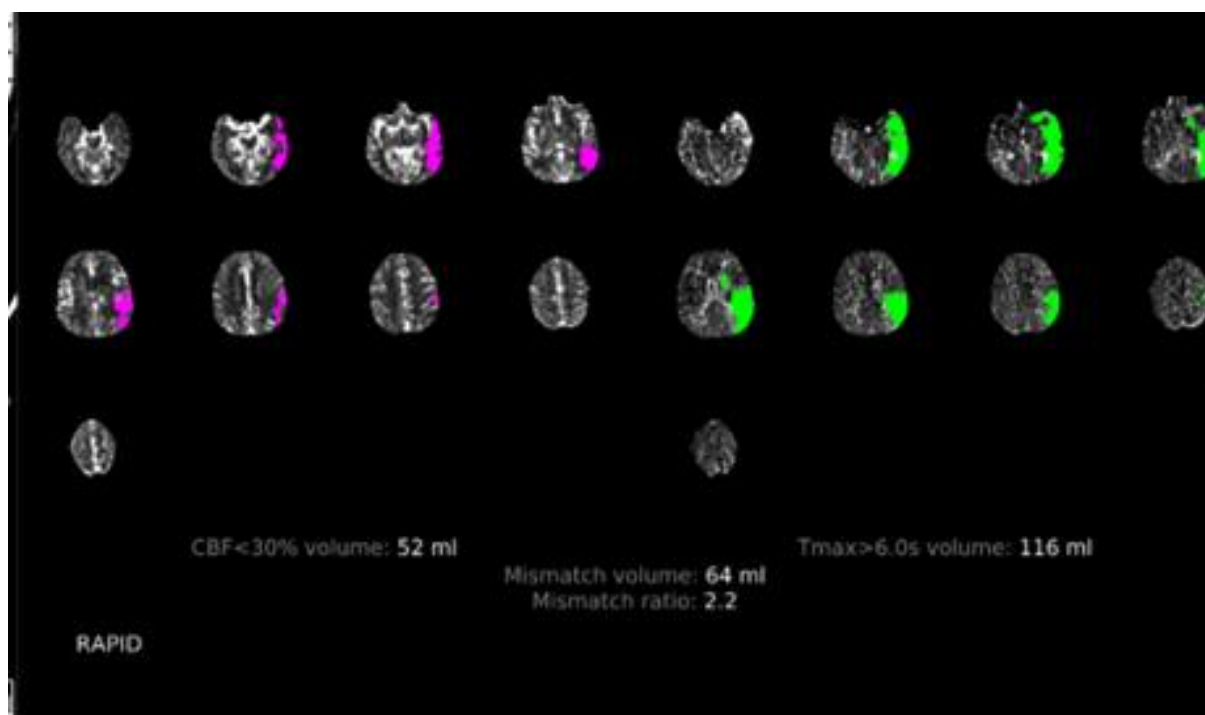 CBF<30% volume: 52 ml
Tmax>6.0s volume: 116 ml
Mismatch volume: 64 ml
Mismatch ratio: 2.2
RAPID